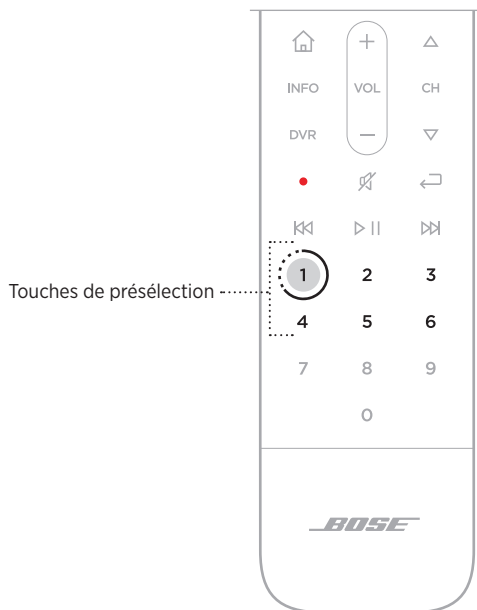 INFO VOL CH
DVR
Touches de présélection
1 2 3
4 5 6
7 8 9
0
BOSE